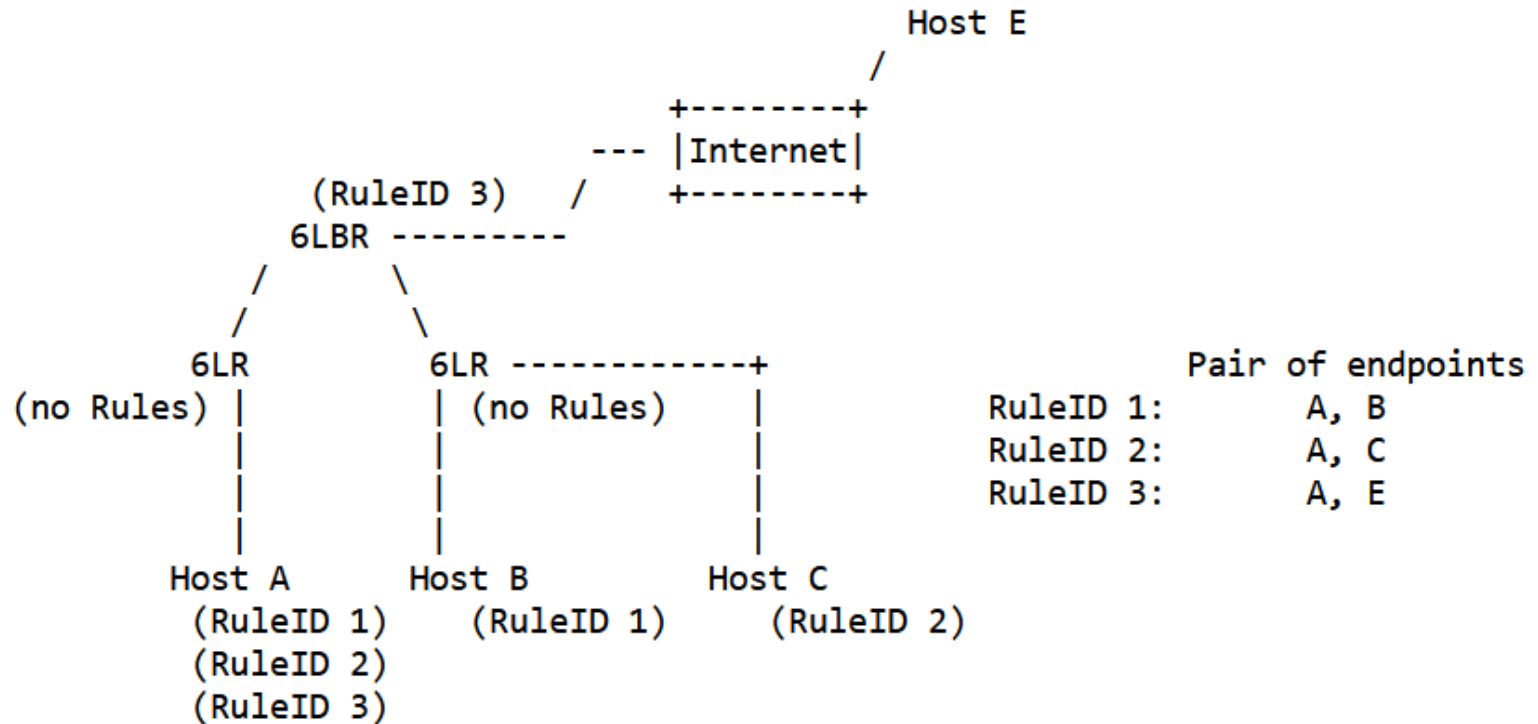 Host E
/
+--------+
--- |Internet|
(RuleID 3) / +--------+
6LBR ---------
/ \
/ \
6LR 6LR ------------+ Pair of endpoints
(no Rules) | | (no Rules) | RuleID 1: A, B
| | | RuleID 2: A, C
| | | RuleID 3: A, E
| | |
Host A Host B Host C
(RuleID 1) (RuleID 1) (RuleID 2)
(RuleID 2)
(RuleID 3)